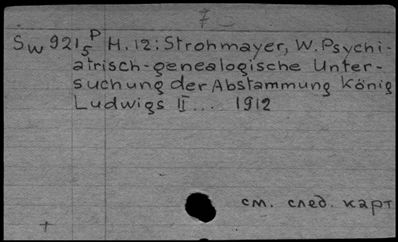 7
Sw 921 P/5 H. 12: Strohmayer, W. Psychi-
atrisch-genealogische Unter-
suchung der Abstammung König
Ludwigs II ... 1912
см. след. карт